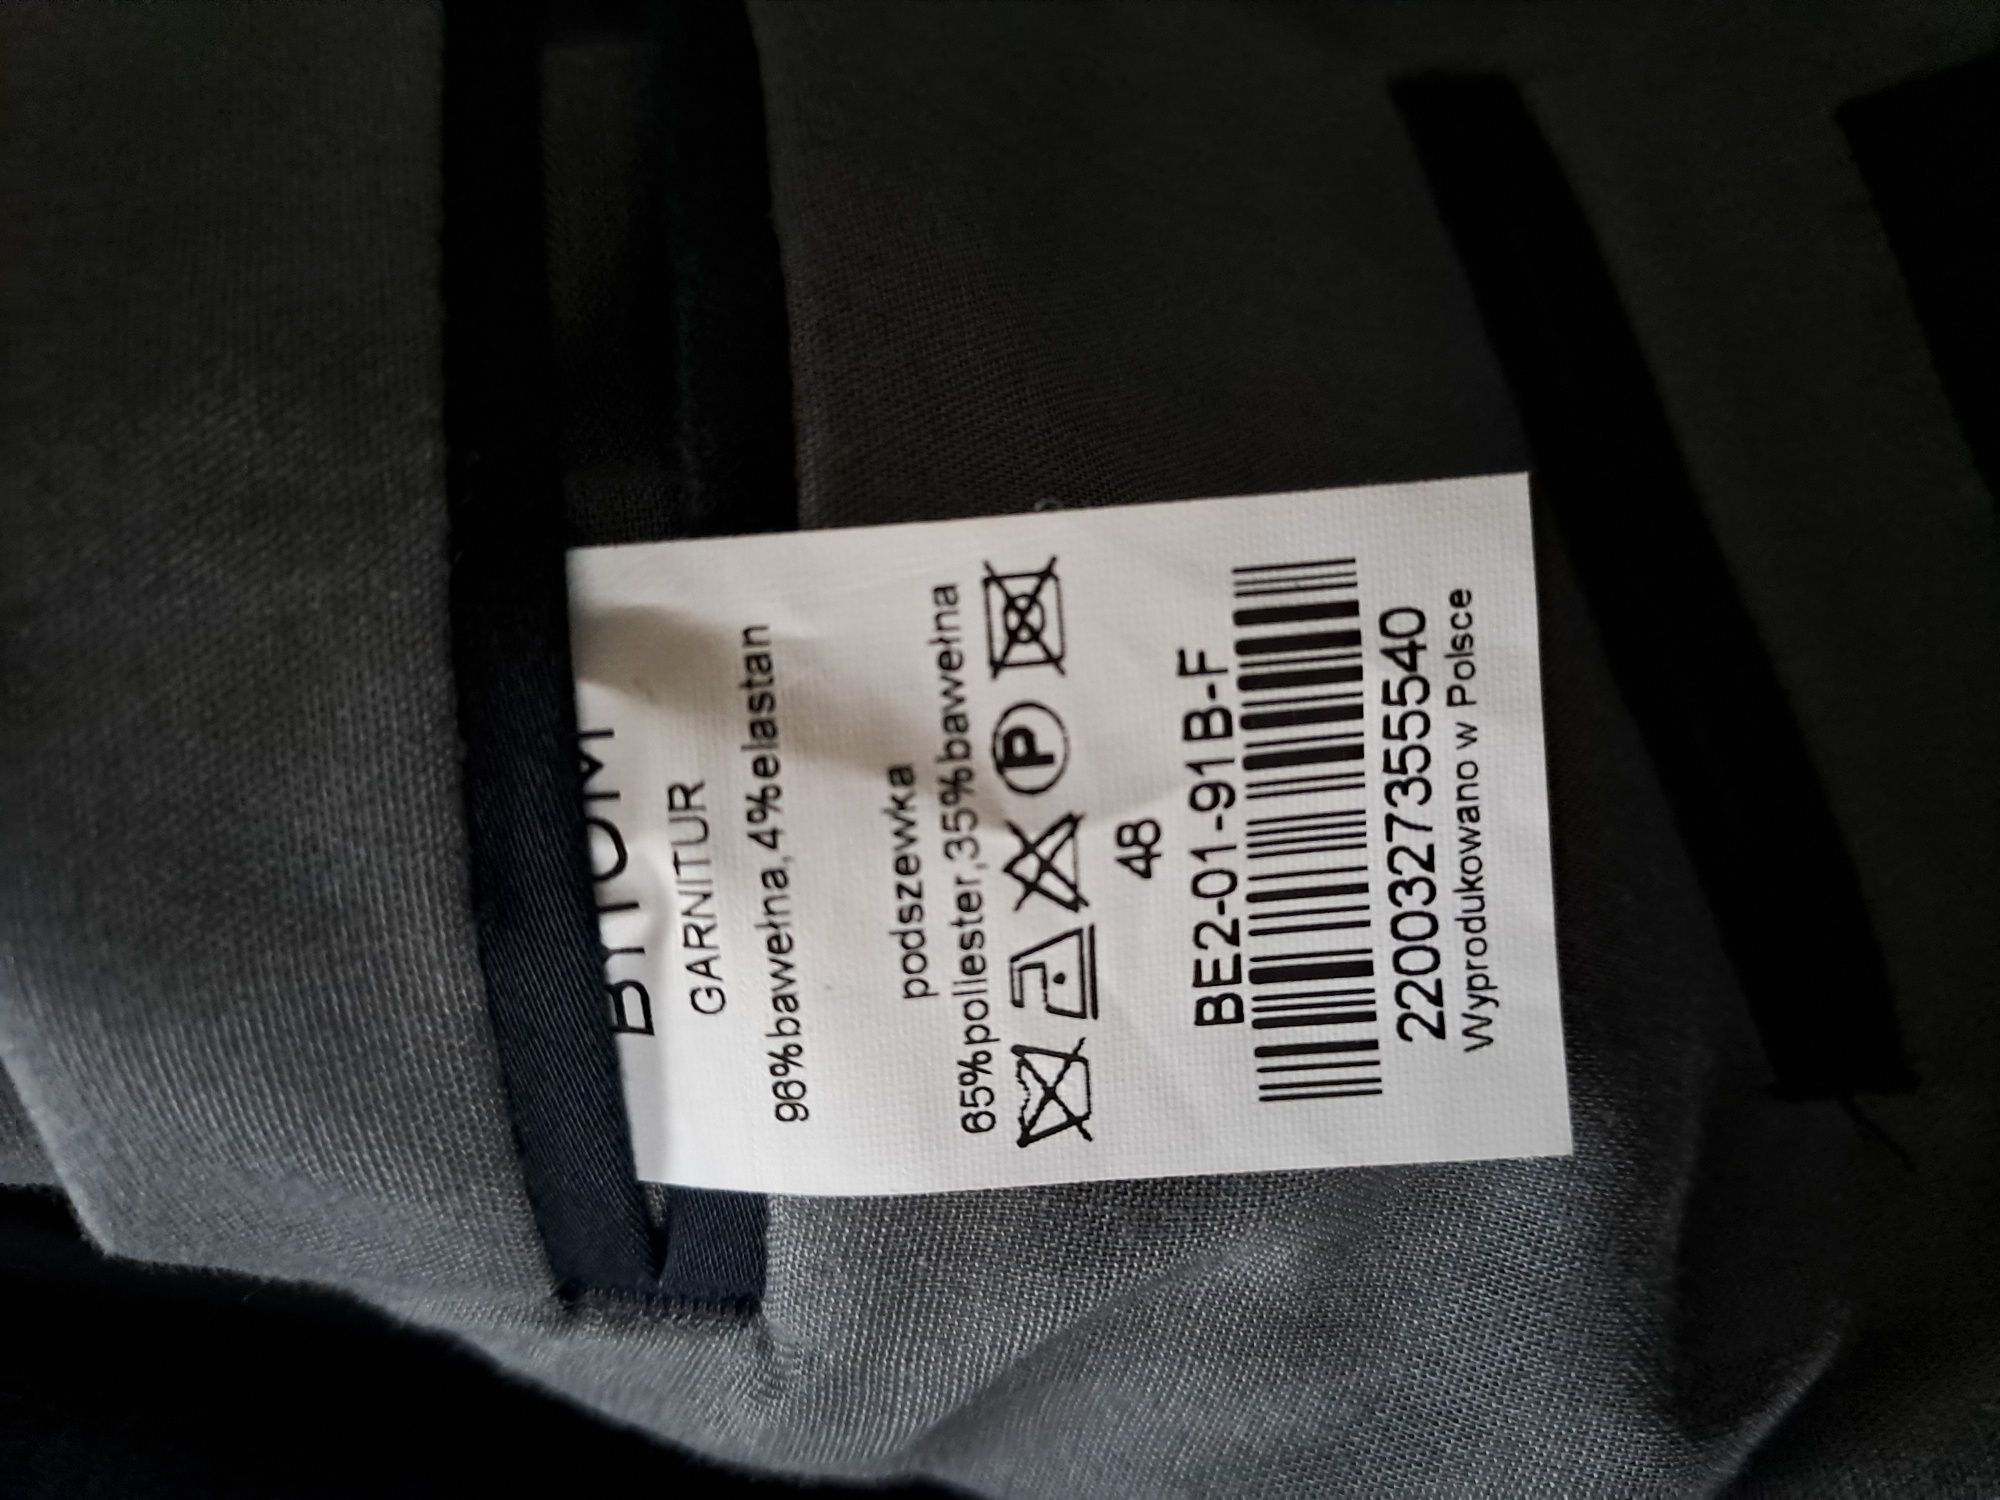 BYTOM
GARNITUR
96%bawełna,4%elastan
podszewka
65%poliester,35%bawełna
P
48
BE2-01-91B-F
2200327355540
Wyprodukowano w Polsce